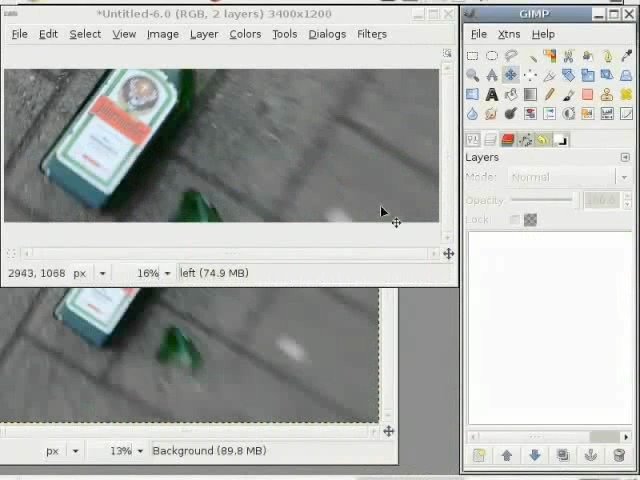 *Untitled-6.0 (RGB, 2 layers) 3400x1200
File Edit Select View Image Layer Colors Tools Dialogs Filters
2943, 1068 px 16% left (74.9 MB)
px 13% Background (89.8 MB)
GIMP
File Xtns Help
Layers
Mode: Normal
Opacity: 100.0
Lock: